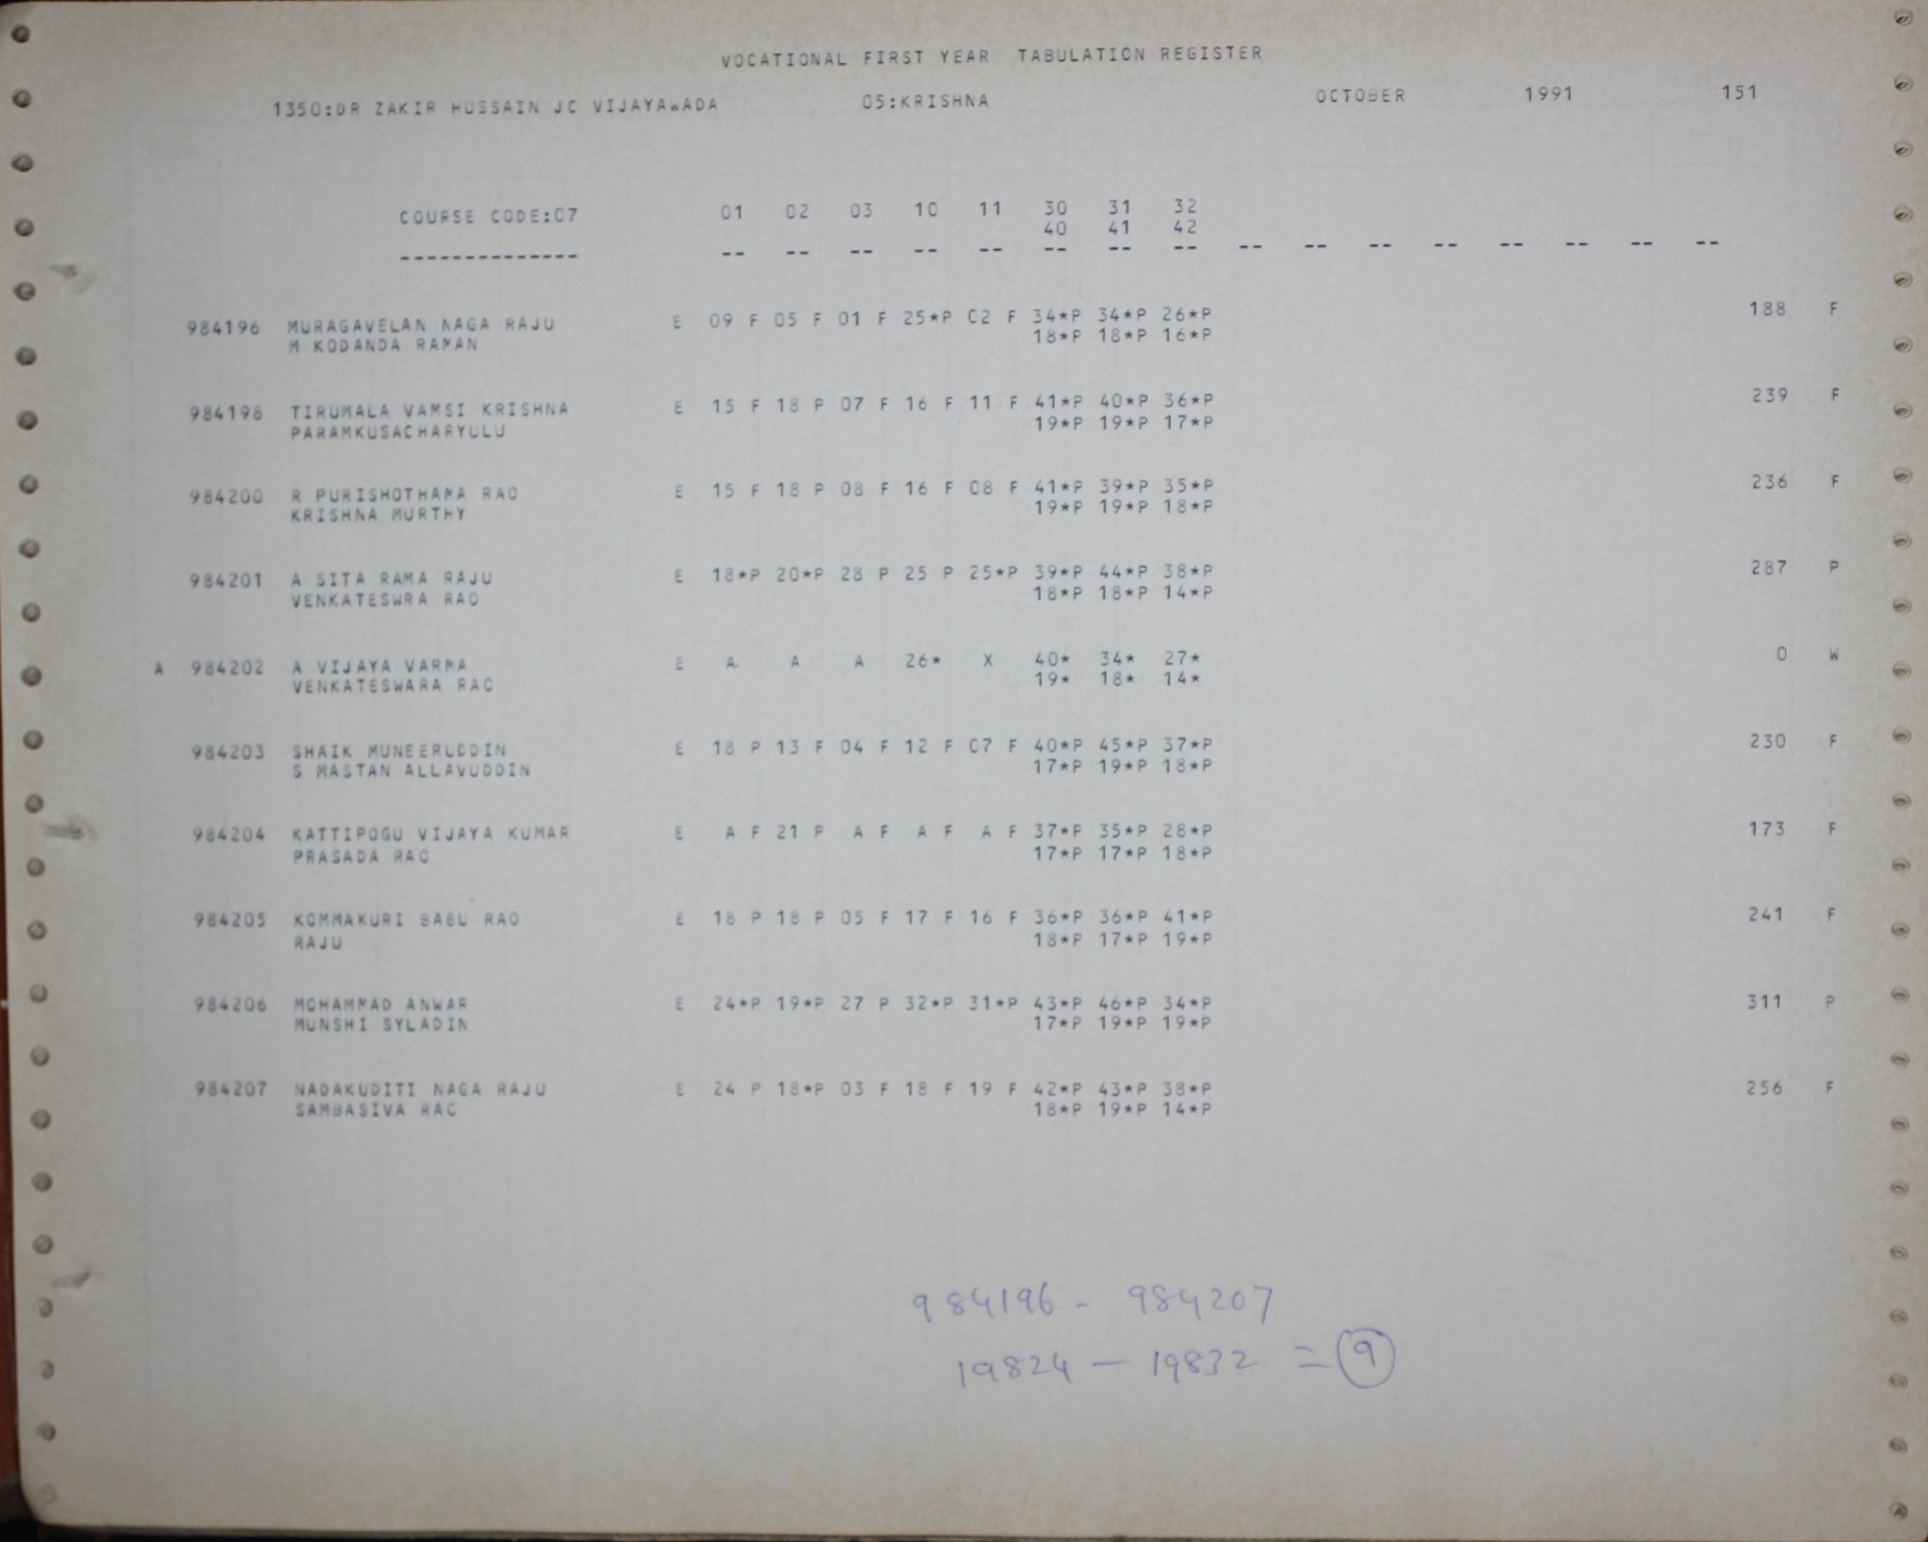 VOCATIONAL FIRST YEAR TABULATION REGISTER
1350:DR ZAKIR HUSSAIN JC VIJAYAWADA 05:KRISHNA OCTOBER 1991 151
COURSE CODE:07 01 02 03 10 11 30 31 32
40 41 42
-------------- -- -- -- -- -- -- -- -- -- -- -- -- -- -- -- --
984196 MURAGAVELAN NAGA RAJU E 09 F 05 F 01 F 25*P 02 F 34*P 34*P 26*P 188 F
M KODANDA RAMAN 18*P 18*P 16*P
984198 TIRUMALA VAMSI KRISHNA E 15 F 18 P 07 F 16 F 11 F 41*P 40*P 36*P 239 F
PARAMKUSACHARYULU 19*P 19*P 17*P
984200 R PURISHOTHAMA RAO E 15 F 18 P 08 F 16 F 08 F 41*P 39*P 35*P 236 F
KRISHNA MURTHY 19*P 19*P 18*P
984201 A SITA RAMA RAJU E 18*P 20*P 28 P 25 P 25*P 39*P 44*P 38*P 287 P
VENKATESWRA RAO 18*P 18*P 14*P
A 984202 A VIJAYA VARMA E A A A 26* X 40* 34* 27* 0 W
VENKATESWARA RAO 19* 18* 14*
984203 SHAIK MUNEERUDDIN E 18 P 13 F 04 F 12 F 07 F 40*P 45*P 37*P 230 F
S MASTAN ALLAVUDDIN 17*P 19*P 18*P
984204 KATTIPOGU VIJAYA KUMAR E A F 21 P A F A F A F 37*P 35*P 28*P 173 F
PRASADA RAO 17*P 17*P 18*P
984205 KOMMAKURI BABU RAO E 18 P 18 P 05 F 17 F 16 F 36*P 36*P 41*P 241 F
RAJU 18*P 17*P 19*P
984206 MOHAMMAD ANWAR E 24*P 19*P 27 P 32*P 31*P 43*P 46*P 34*P 311 P
MUNSHI SYLADIN 17*P 19*P 19*P
984207 NADAKUDITI NAGA RAJU E 24 P 18*P 03 F 18 F 19 F 42*P 43*P 38*P 256 F
SAMBASIVA RAO 18*P 19*P 14*P
984196 - 984207
19824 — 19832 = 9